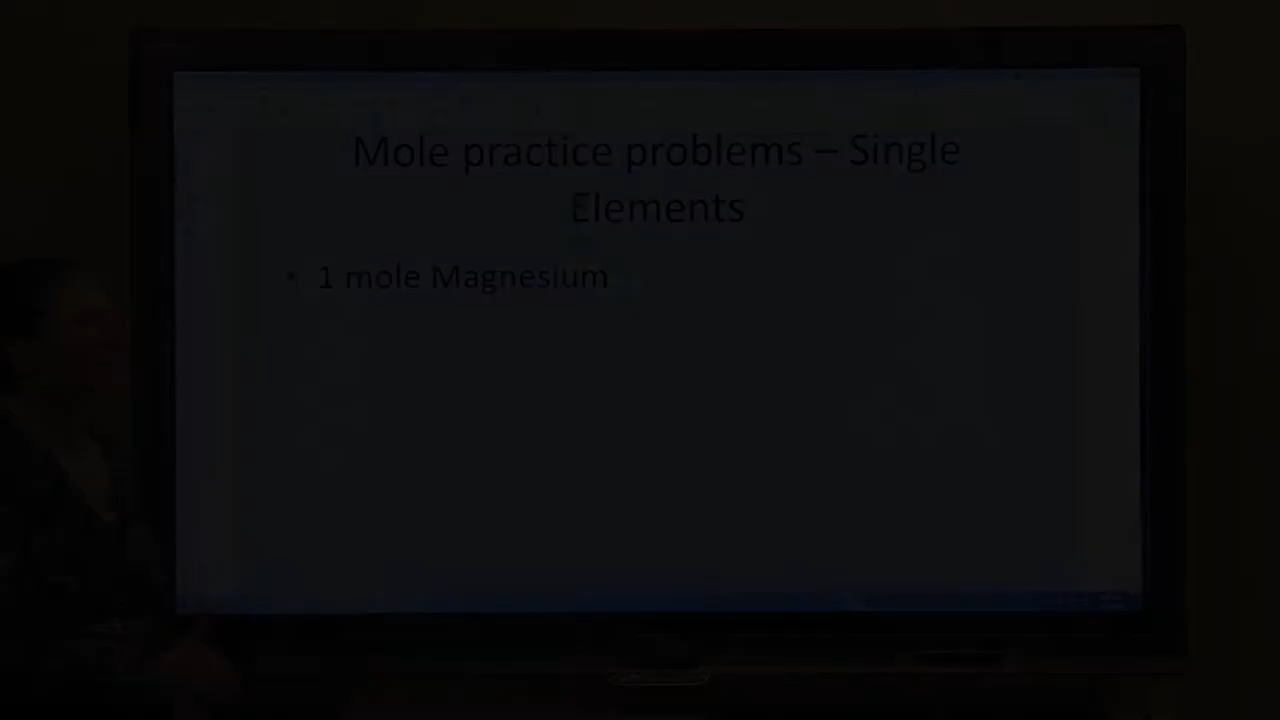 Mole practice problems – Single
Elements
• 1 mole Magnesium